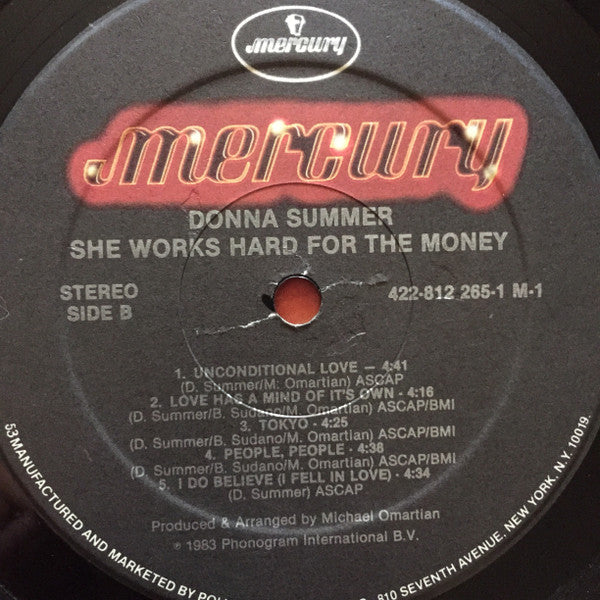 mercury
mercury
DONNA SUMMER
SHE WORKS HARD FOR THE MONEY
STEREO
SIDE B
422-812 265-1 M-1
1. UNCONDITIONAL LOVE — 4:41
(D. Summer/M. Omartian) ASCAP
2. LOVE HAS A MIND OF IT'S OWN - 4:16
(D. Summer/B. Sudano/M. Omartian) ASCAP/BMI
3. TOKYO - 4:25
(D. Summer/B. Sudano/M. Omartian) ASCAP/BMI
4. PEOPLE, PEOPLE - 4:38
(D. Summer/B. Sudano/M. Omartian) ASCAP/BMI
5. I DO BELIEVE (I FELL IN LOVE) - 4:34
(D. Summer) ASCAP
Produced & Arranged by Michael Omartian
℗ 1983 Phonogram International B.V.
53 MANUFACTURED AND MARKETED BY 810 SEVENTH AVENUE, NEW YORK, N.Y. 10019.